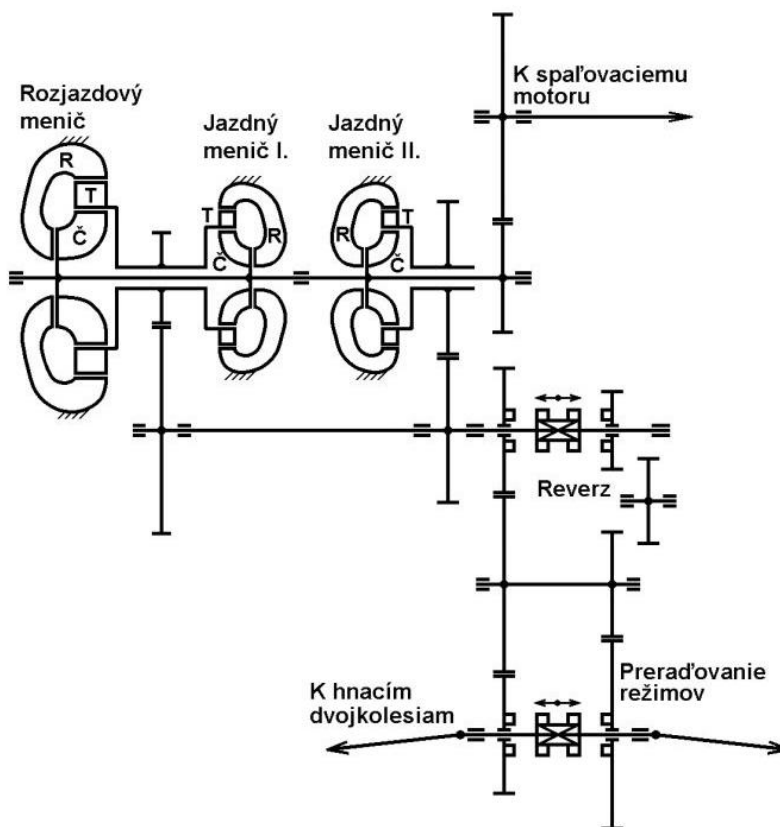 K spaľovaciemu
motoru
Rozjazdový
menič
Jazdný
menič I.
Jazdný
menič II.
R
T
Č
T
R
Č
T
R
Č
Reverz
Preraďovanie
režimov
K hnacím
dvojkolesiam